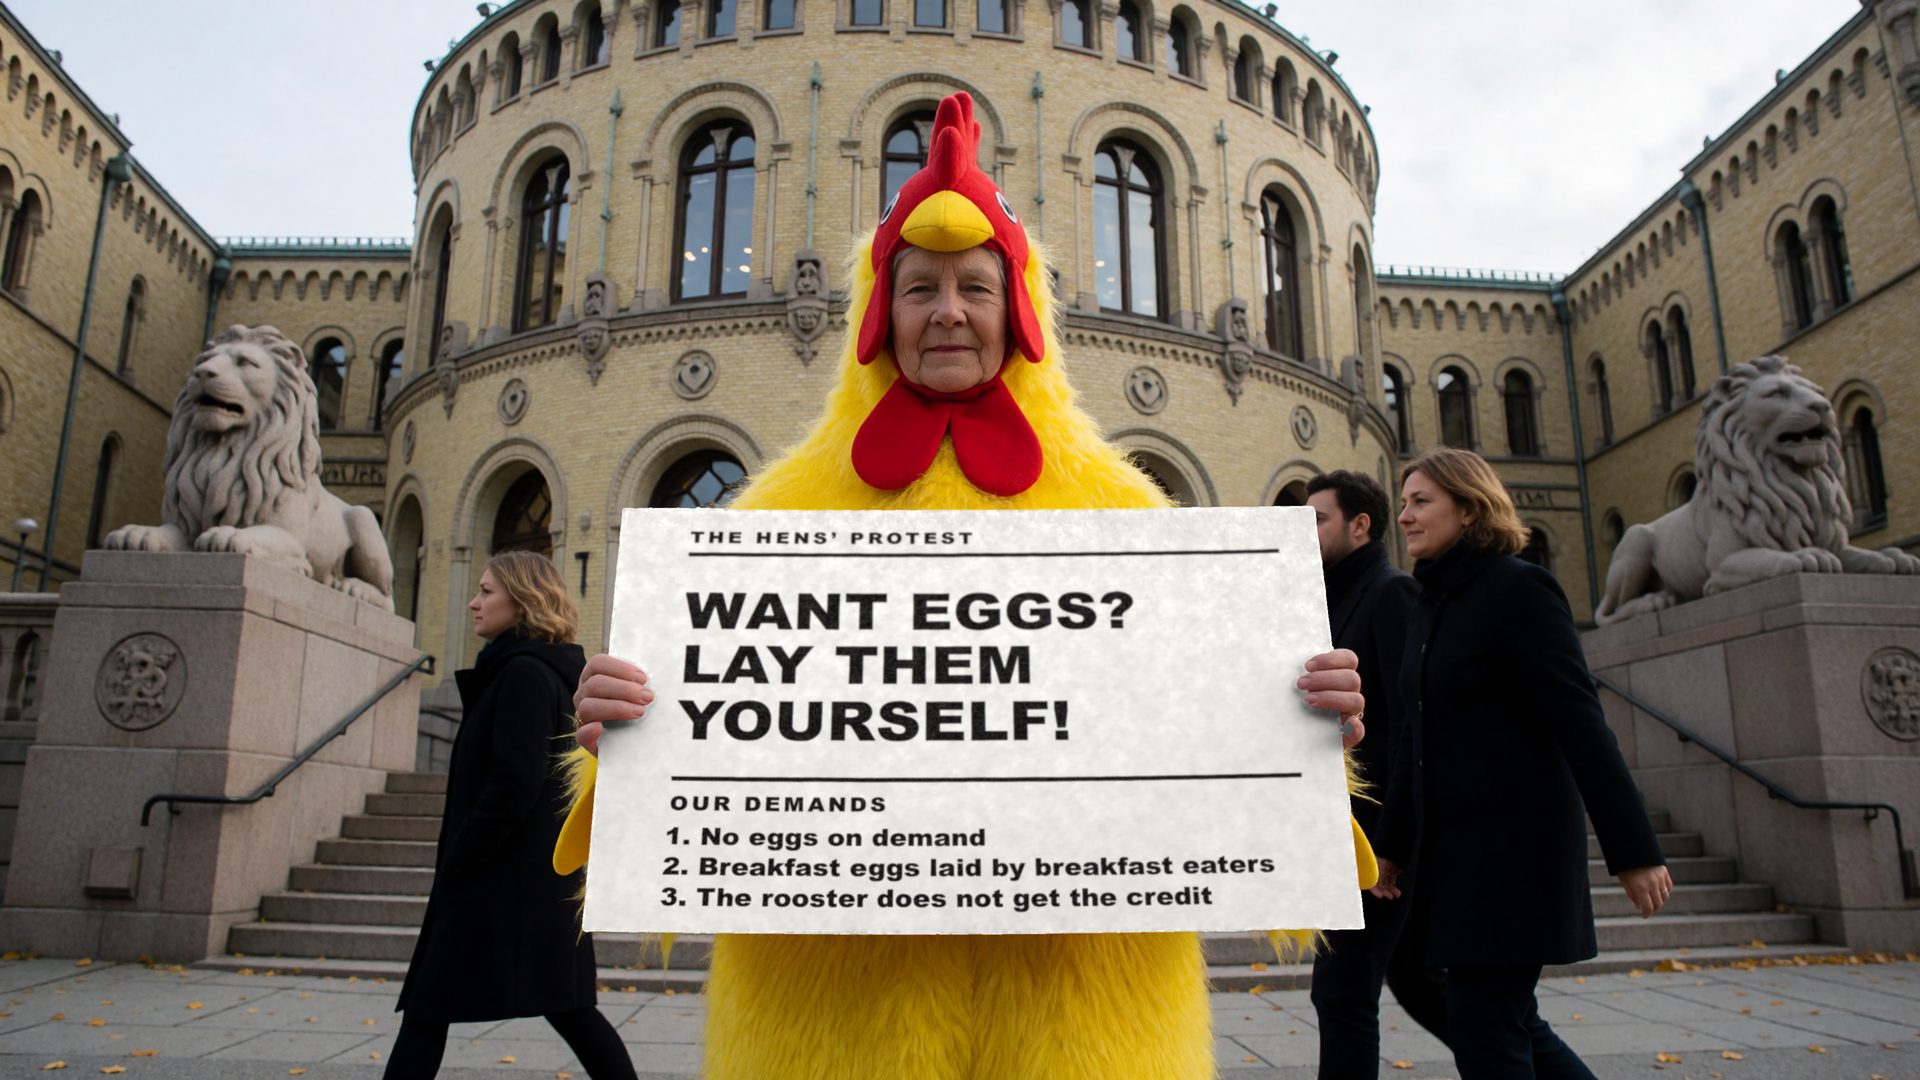 THE HENS’ PROTEST
WANT EGGS?
LAY THEM
YOURSELF!
OUR DEMANDS
1. No eggs on demand
2. Breakfast eggs laid by breakfast eaters
3. The rooster does not get the credit